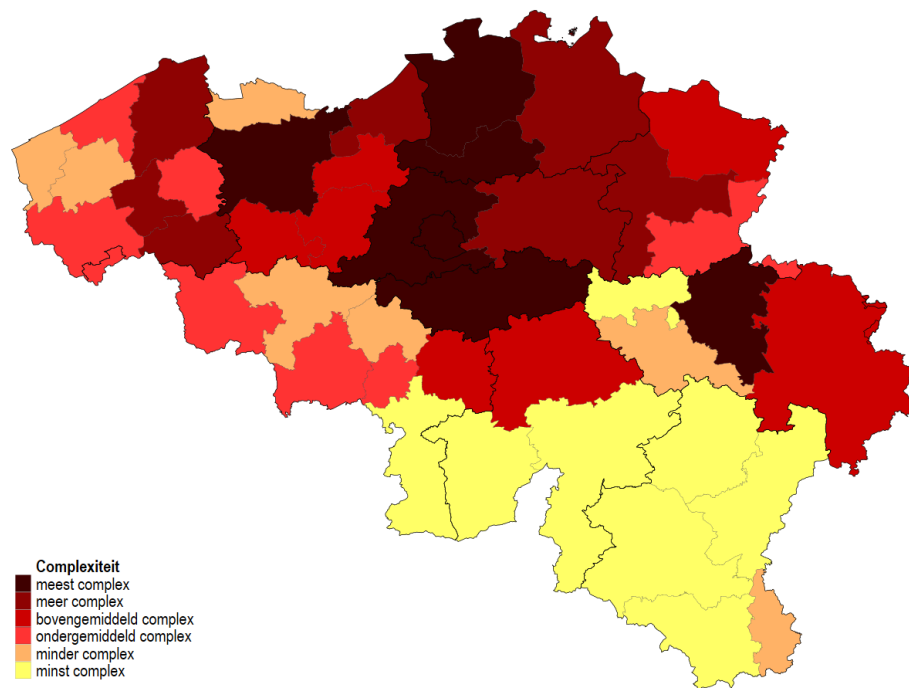 Complexiteit
meest complex
meer complex
bovengemiddeld complex
ondergemiddeld complex
minder complex
minst complex